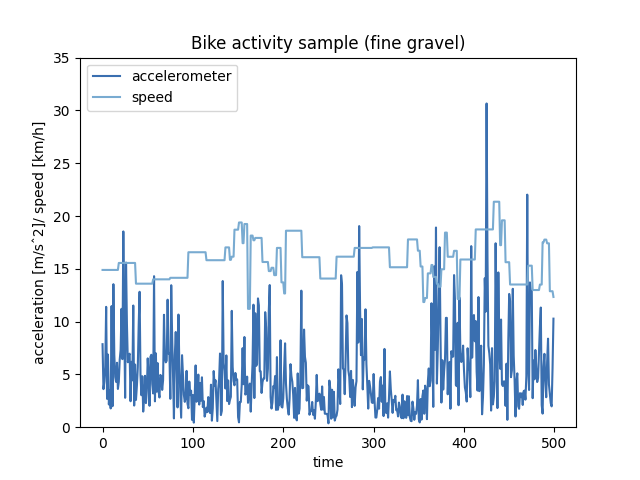 Bike activity sample (fine gravel)
accelerometer
speed
acceleration [m/s^2]/ speed [km/h]
35
30
25
20
15
10
5
0
0 100 200 300 400 500
time